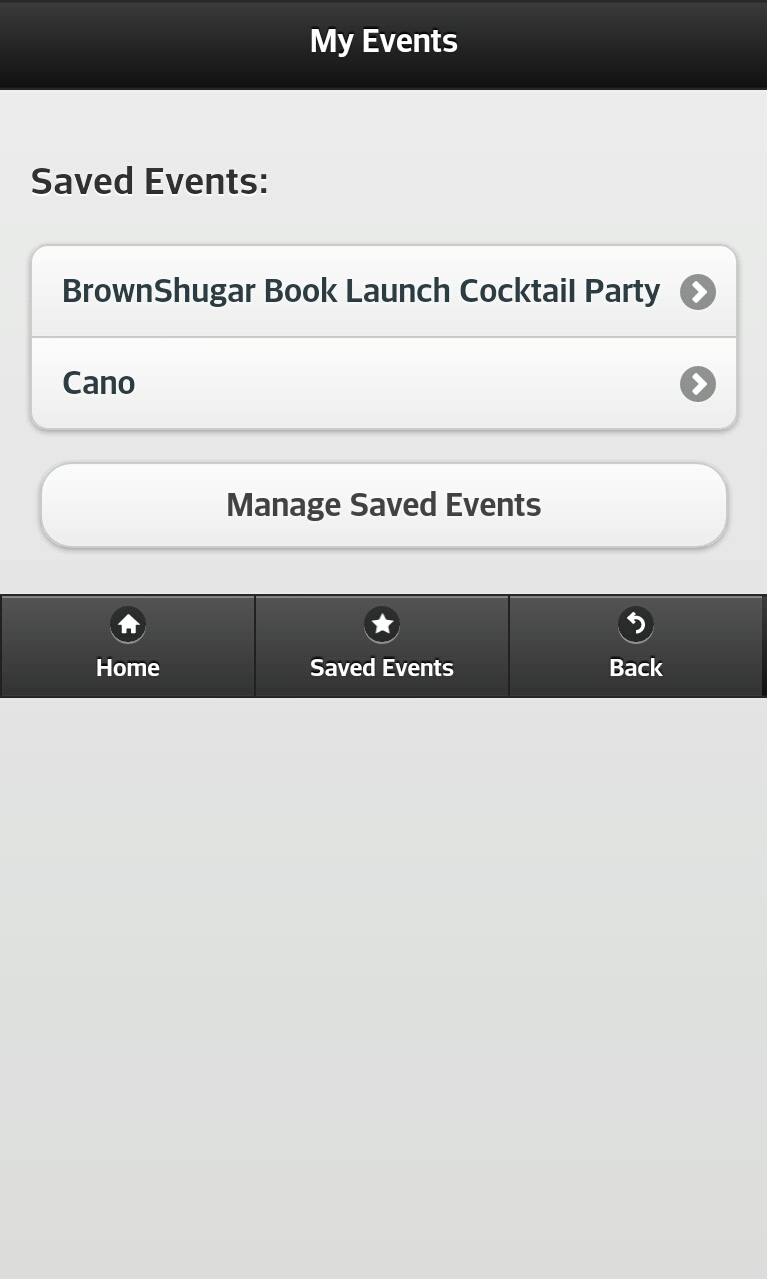 My Events
Saved Events:
BrownShugar Book Launch Cocktail Party
Cano
Manage Saved Events
Home
Saved Events
Back